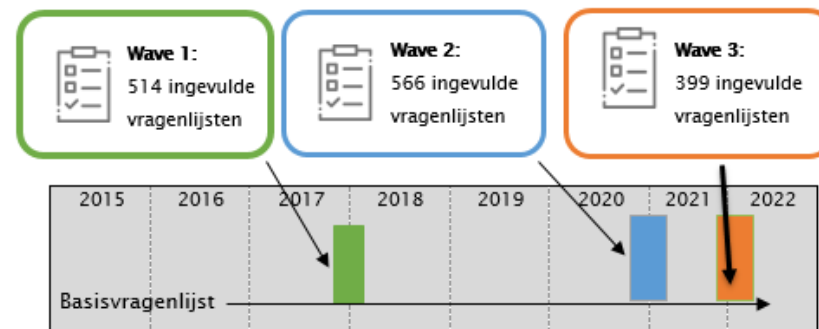 Wave 1:
514 ingevulde
vragenlijsten
Wave 2:
566 ingevulde
vragenlijsten
Wave 3:
399 ingevulde
vragenlijsten
2015 2016 2017 2018 2019 2020 2021 2022
Basisvragenlijst